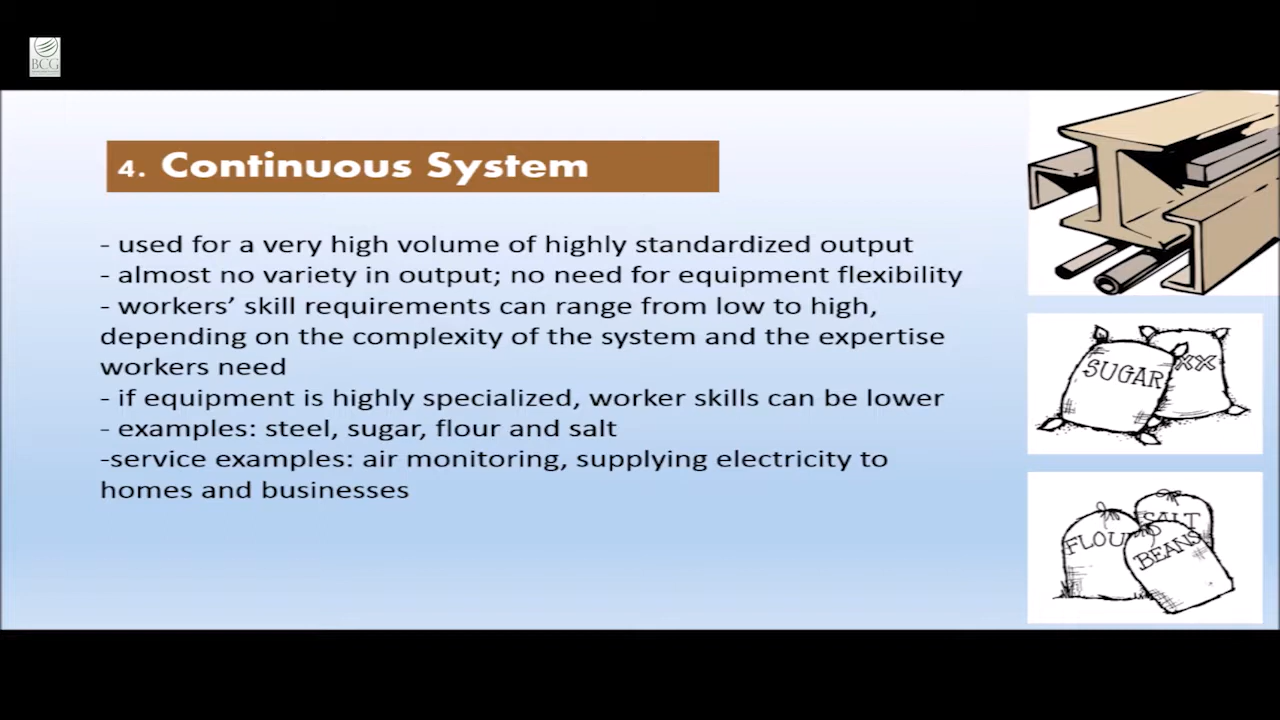 BCG
4. Continuous System
- used for a very high volume of highly standardized output
- almost no variety in output; no need for equipment flexibility
- workers’ skill requirements can range from low to high,
depending on the complexity of the system and the expertise
workers need
- if equipment is highly specialized, worker skills can be lower
- examples: steel, sugar, flour and salt
-service examples: air monitoring, supplying electricity to
homes and businesses
SUGAR
XX
SALT
FLOU
BEANS